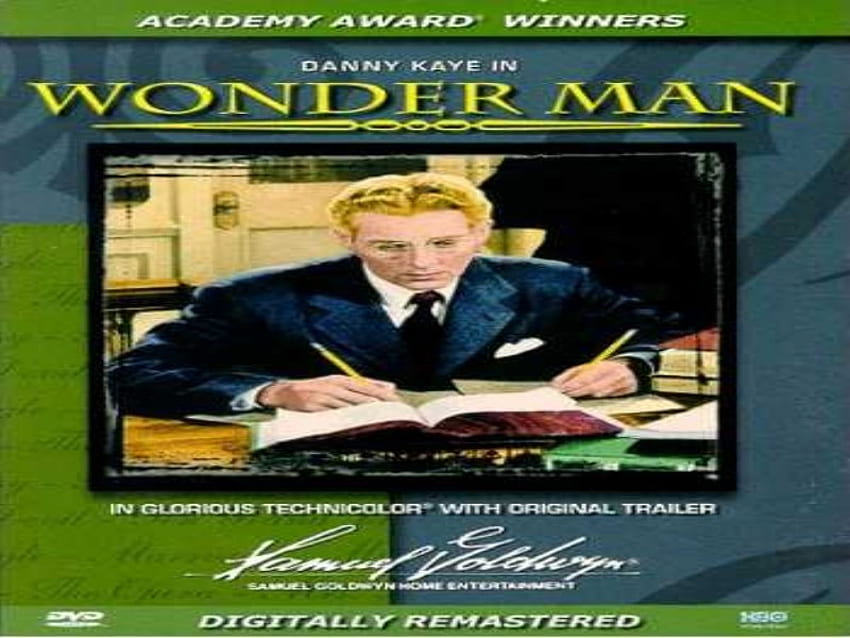 ACADEMY AWARD® WINNERS
DANNY KAYE IN
WONDER MAN
IN GLORIOUS TECHNICOLOR® WITH ORIGINAL TRAILER
Samuel Goldwyn®
SAMUEL GOLDWYN HOME ENTERTAINMENT
DVD
DIGITALLY REMASTERED
HBO